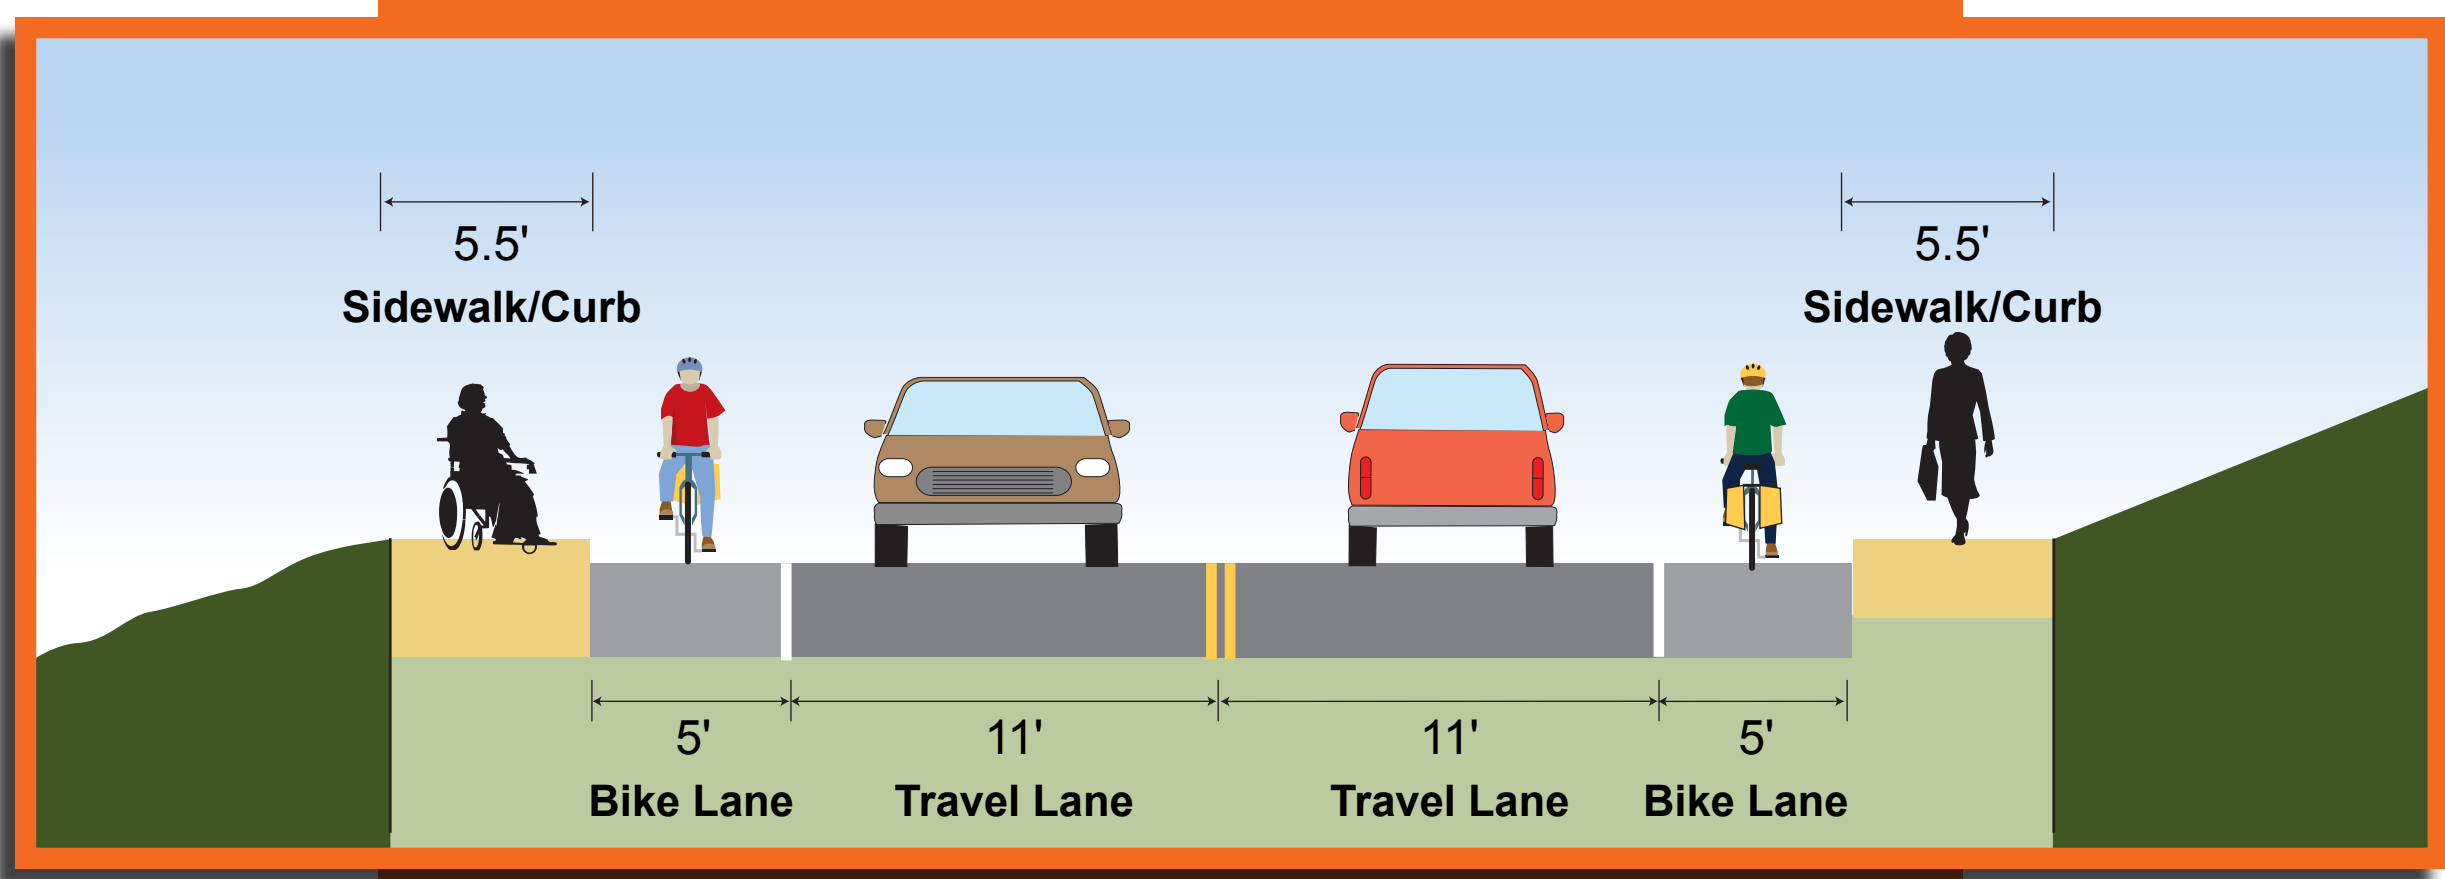 5.5'
Sidewalk/Curb
5.5'
Sidewalk/Curb
5'
Bike Lane
11'
Travel Lane
11'
Travel Lane
5'
Bike Lane